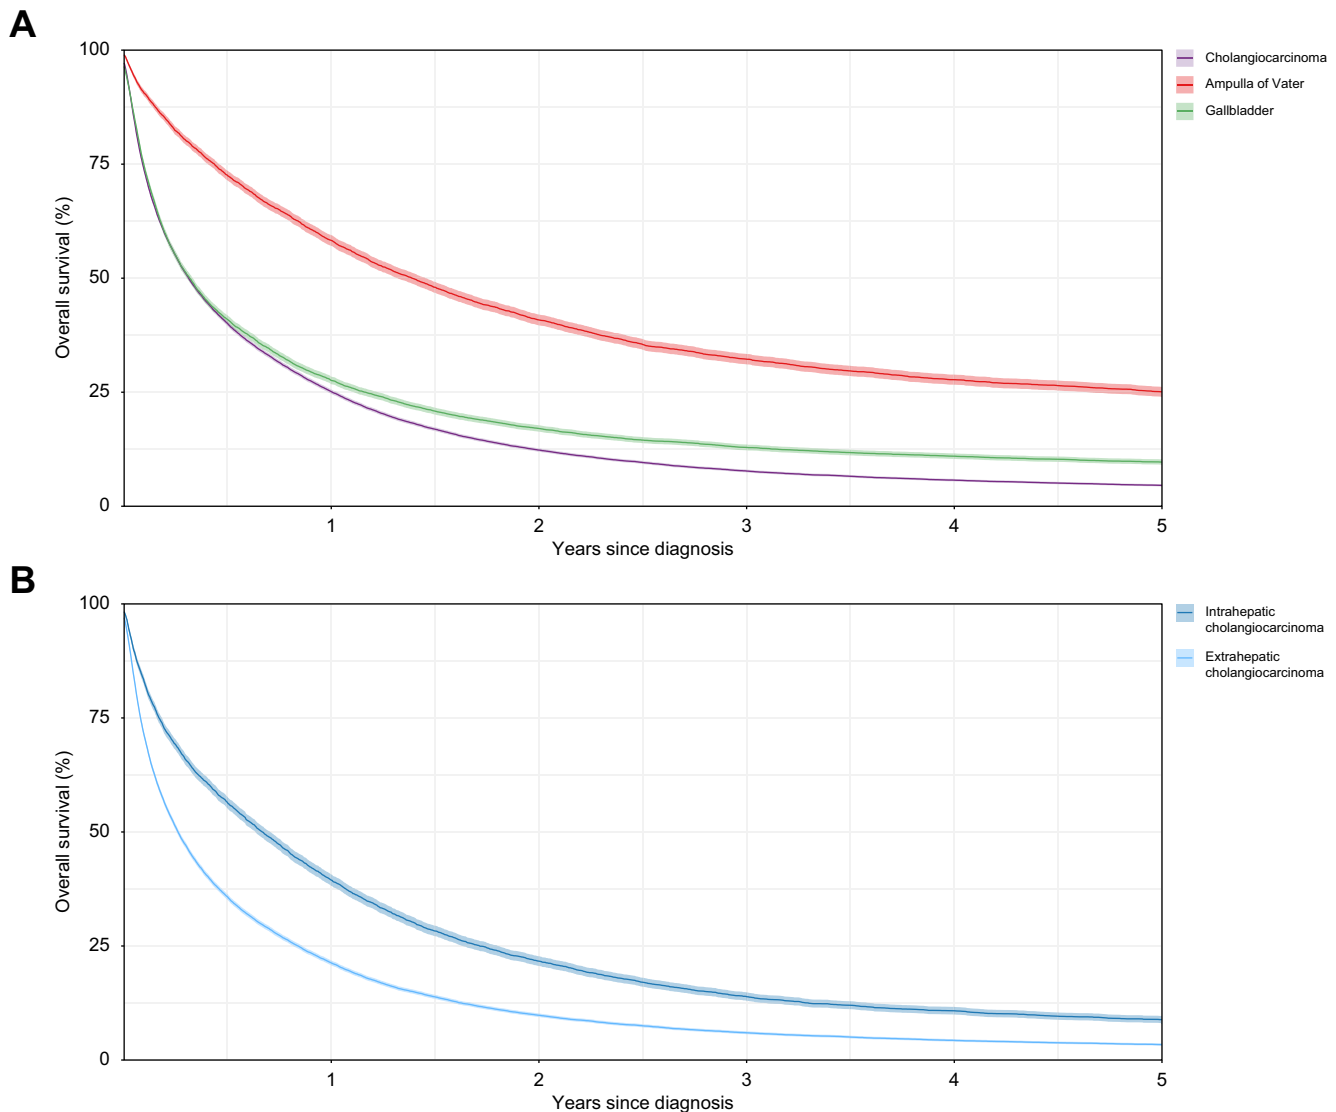 A
100
75
50
25
0
Overall survival (%)
1 2 3 4 5
Years since diagnosis
Cholangiocarcinoma
Ampulla of Vater
Gallbladder
B
100
75
50
25
0
Overall survival (%)
1 2 3 4 5
Years since diagnosis
Intrahepatic
cholangiocarcinoma
Extrahepatic
cholangiocarcinoma